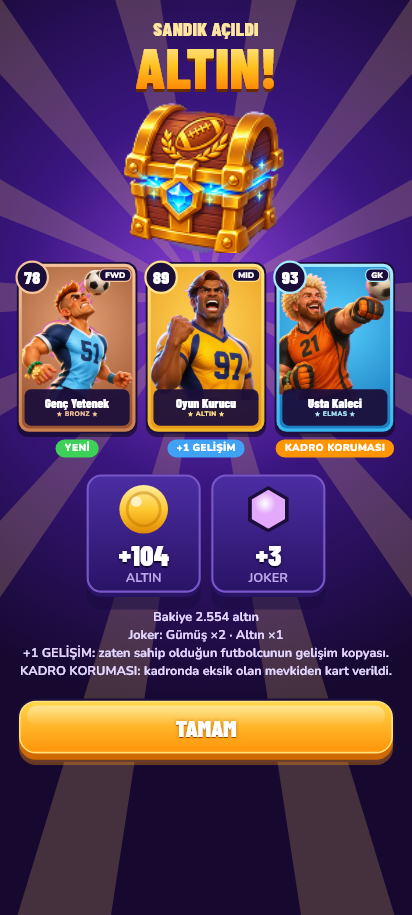 SANDIK AÇILDI
ALTIN!
78 FWD
51
Genç Yetenek
★ BRONZ ★
YENİ
89 MID
97
Oyun Kurucu
★ ALTIN ★
+1 GELİŞİM
93 GK
21
Usta Kaleci
★ ELMAS ★
KADRO KORUMASI
+104
ALTIN
+3
JOKER
Bakiye 2.554 altın
Joker: Gümüş ×2 · Altın ×1
+1 GELİŞİM: zaten sahip olduğun futbolcunun gelişim kopyası.
KADRO KORUMASI: kadronda eksik olan mevkiden kart verildi.
TAMAM